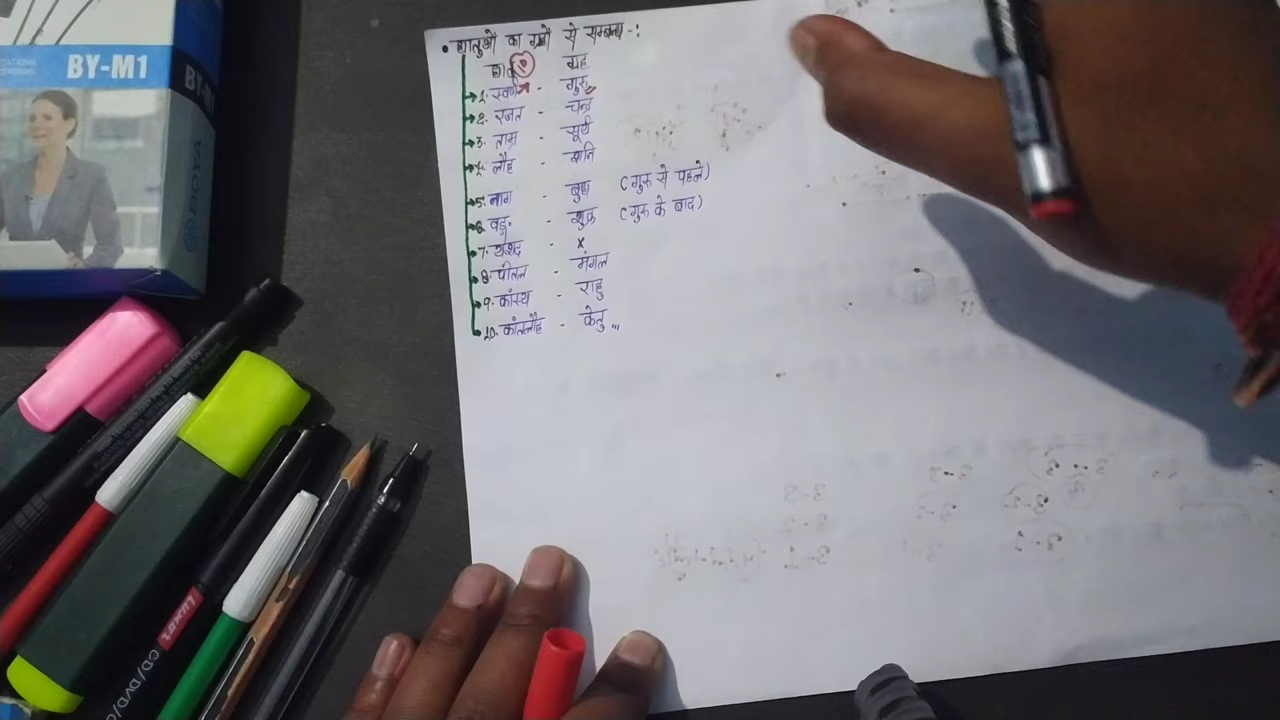 BY-M1
• धातुओं का ग्रहों से सम्बन्ध -:
धातु ग्रह
1. स्वर्ण - गुरु
2. रजत - चन्द्र
3. ताम्र - सूर्य
4. लौह - शनि
5. नाग - बुध (गुरु से पहले)
6. वङ्ग - शुक्र (गुरु के बाद)
7. यशद - x
8. पीतल - मंगल
9. कांस्य - राहु
10. कांतलौह - केतु
LUXOR